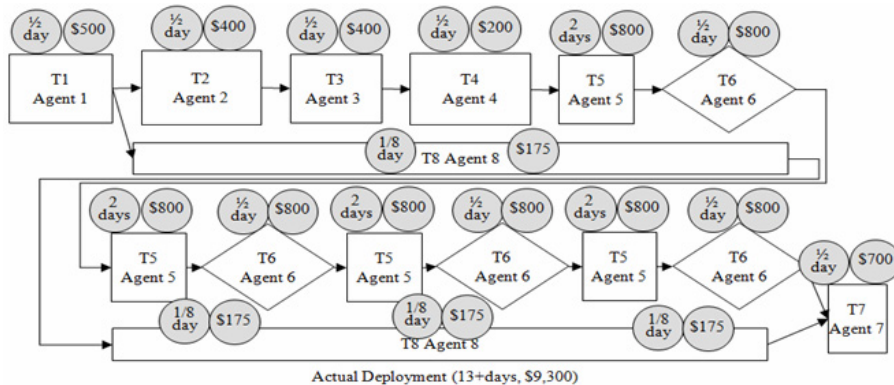 ½ day $500 ½ day $400 ½ day $400 ½ day $200 2 days $800 ½ day $800
T1 Agent 1
T2 Agent 2
T3 Agent 3
T4 Agent 4
T5 Agent 5
T6 Agent 6
1/8 day T8 Agent 8 $175
2 days $800 ½ day $800 2 days $800 ½ day $800 2 days $800 ½ day $800
T5 Agent 5
T6 Agent 6
T5 Agent 5
T6 Agent 6
T5 Agent 5
T6 Agent 6
½ day $700
T7 Agent 7
1/8 day $175 1/8 day $175 1/8 day $175
T8 Agent 8
Actual Deployment (13+days, $9,300)